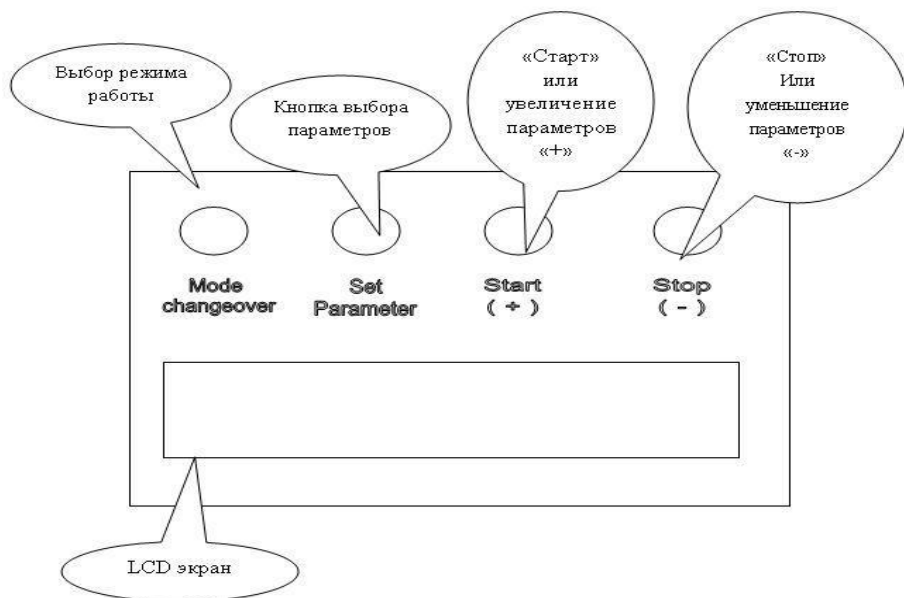 Выбор режима
работы
Кнопка выбора
параметров
«Старт»
или
увеличение
параметров
«+»
«Стоп»
Или
уменьшение
параметров
«-»
Mode
changeover
Set
Parameter
Start
( + )
Stop
( - )
LCD экран